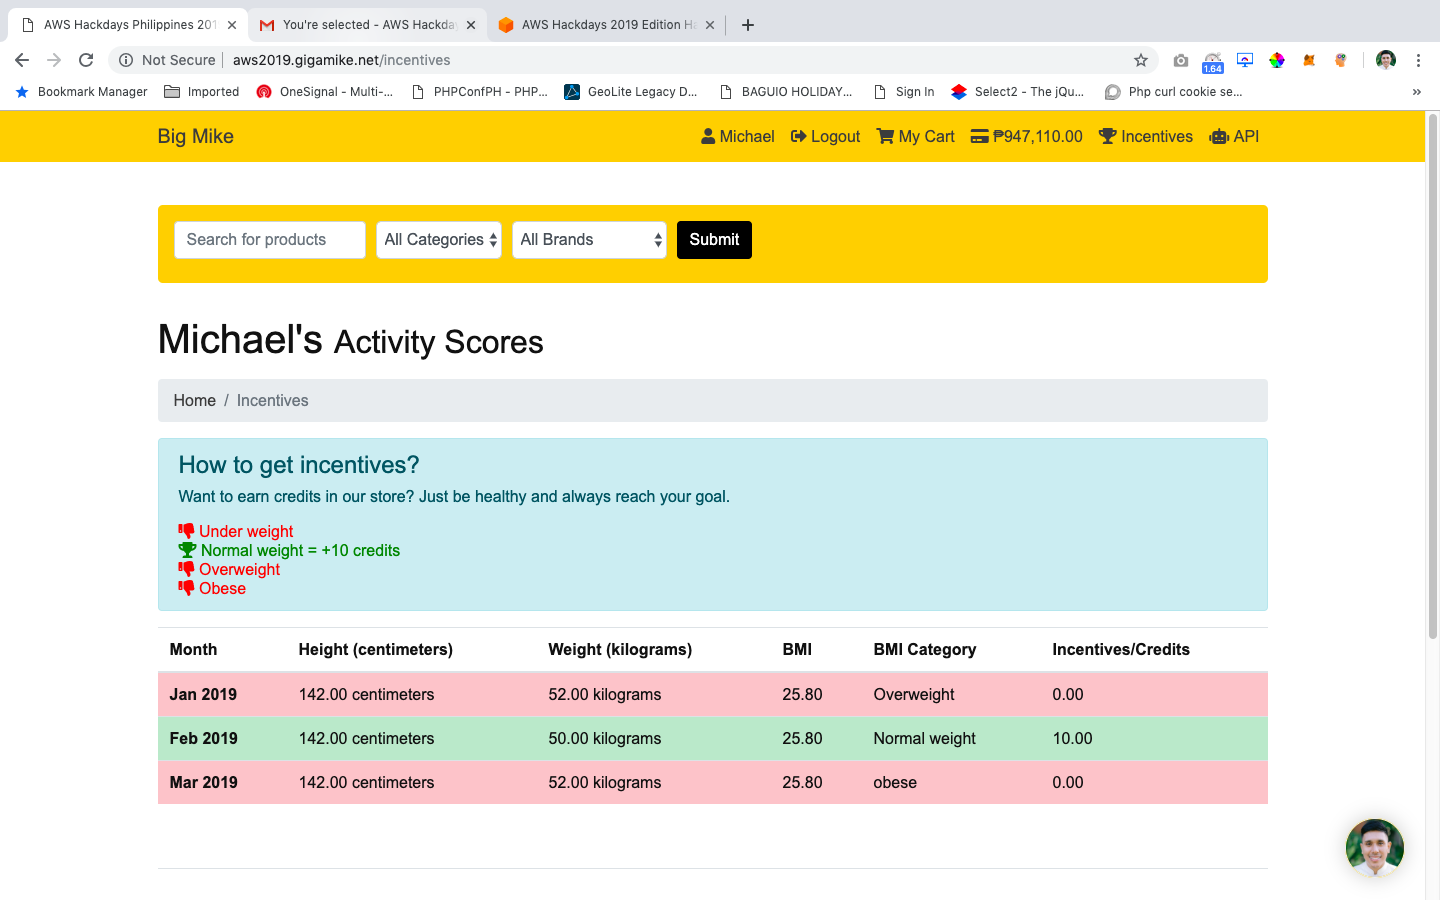 AWS Hackdays Philippines 201
You're selected - AWS Hackda
AWS Hackdays 2019 Edition Ha
Not Secure | aws2019.gigamike.net/incentives
1.64
Bookmark Manager Imported OneSignal - Multi-... PHPConfPH - PHP... GeoLite Legacy D... BAGUIO HOLIDAY... Sign In Select2 - The jQu... Php curl cookie se... »
Big Mike Michael Logout My Cart ₱947,110.00 Incentives API
Search for products All Categories All Brands Submit
Michael's Activity Scores
Home / Incentives
How to get incentives?
Want to earn credits in our store? Just be healthy and always reach your goal.
Under weight
Normal weight = +10 credits
Overweight
Obese
Month Height (centimeters) Weight (kilograms) BMI BMI Category Incentives/Credits
Jan 2019 142.00 centimeters 52.00 kilograms 25.80 Overweight 0.00
Feb 2019 142.00 centimeters 50.00 kilograms 25.80 Normal weight 10.00
Mar 2019 142.00 centimeters 52.00 kilograms 25.80 obese 0.00